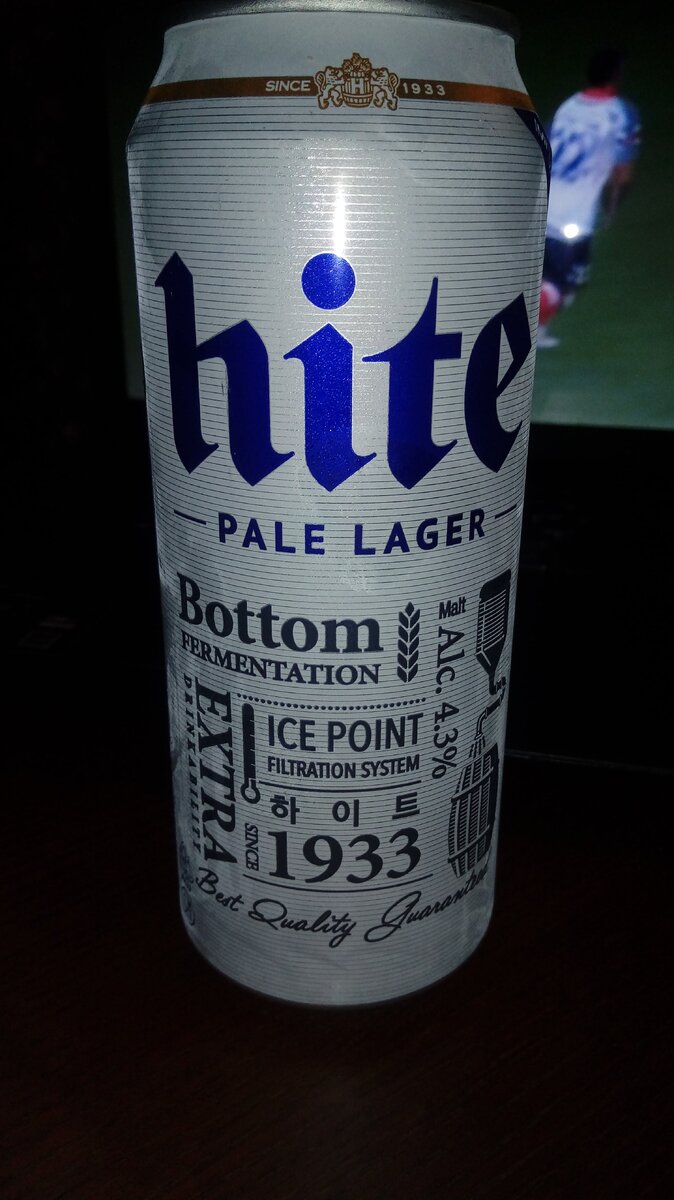 SINCE H 1933
hite
PALE LAGER
Bottom
FERMENTATION
Malt
Alc. 4.3%
EXTRA
DRINKABILITY
ICE POINT
FILTRATION SYSTEM
하이트
SINCE
1933
Best Quality Guaranteed